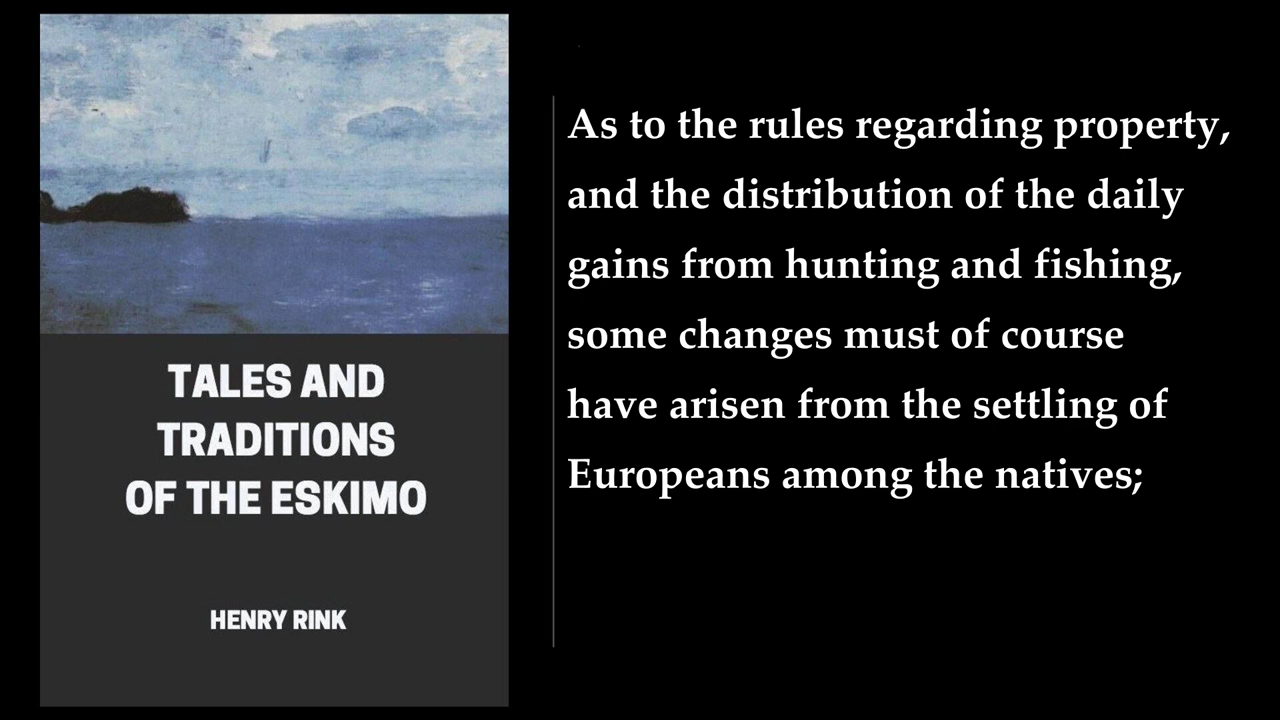 TALES AND
TRADITIONS
OF THE ESKIMO
HENRY RINK
As to the rules regarding property,
and the distribution of the daily
gains from hunting and fishing,
some changes must of course
have arisen from the settling of
Europeans among the natives;